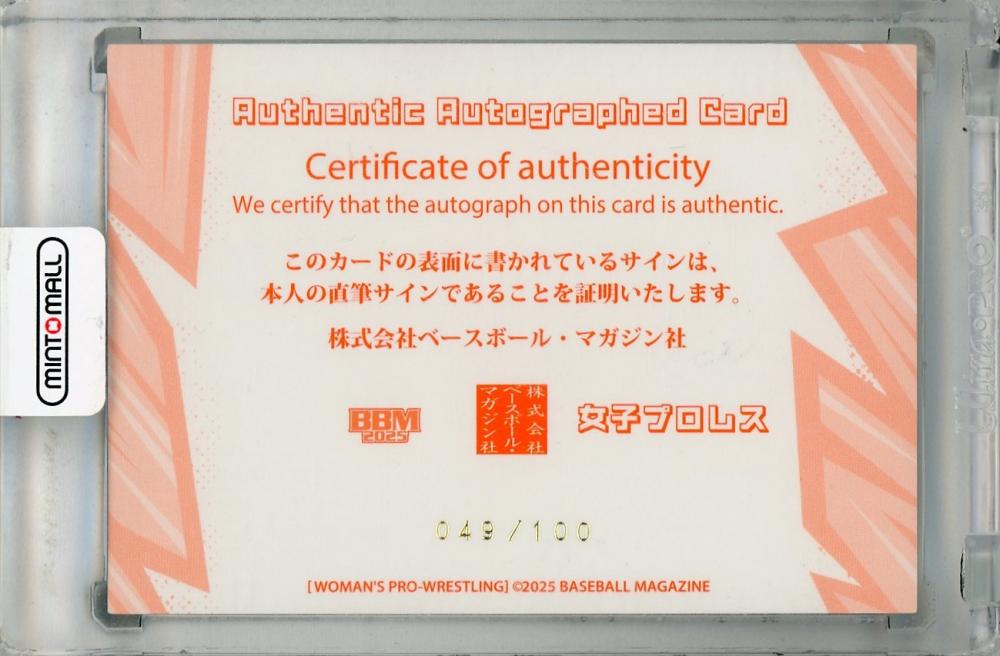 Authentic Autographed Card
Certificate of authenticity
We certify that the autograph on this card is authentic.
このカードの表面に書かれているサインは、
本人の直筆サインであることを証明いたします。
株式会社ベースボール・マガジン社
BBM
2025
株式会社
ベースボール・
マガジン社
女子プロレス
049/100
[WOMAN'S PRO-WRESTLING] ©2025 BASEBALL MAGAZINE
MINTOMALL
UltraPRO